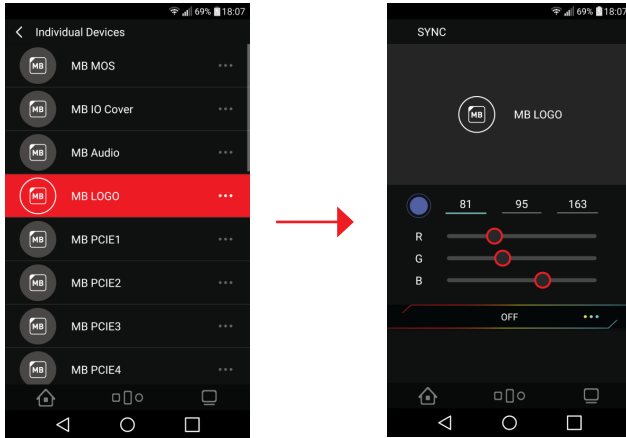 69% 18:07
Individual Devices
MB MB MOS
MB MB IO Cover
MB MB Audio
MB MB LOGO
MB MB PCIE1
MB MB PCIE2
MB MB PCIE3
MB MB PCIE4
69% 18:07
SYNC
MB MB LOGO
81 95 163
R
G
B
OFF